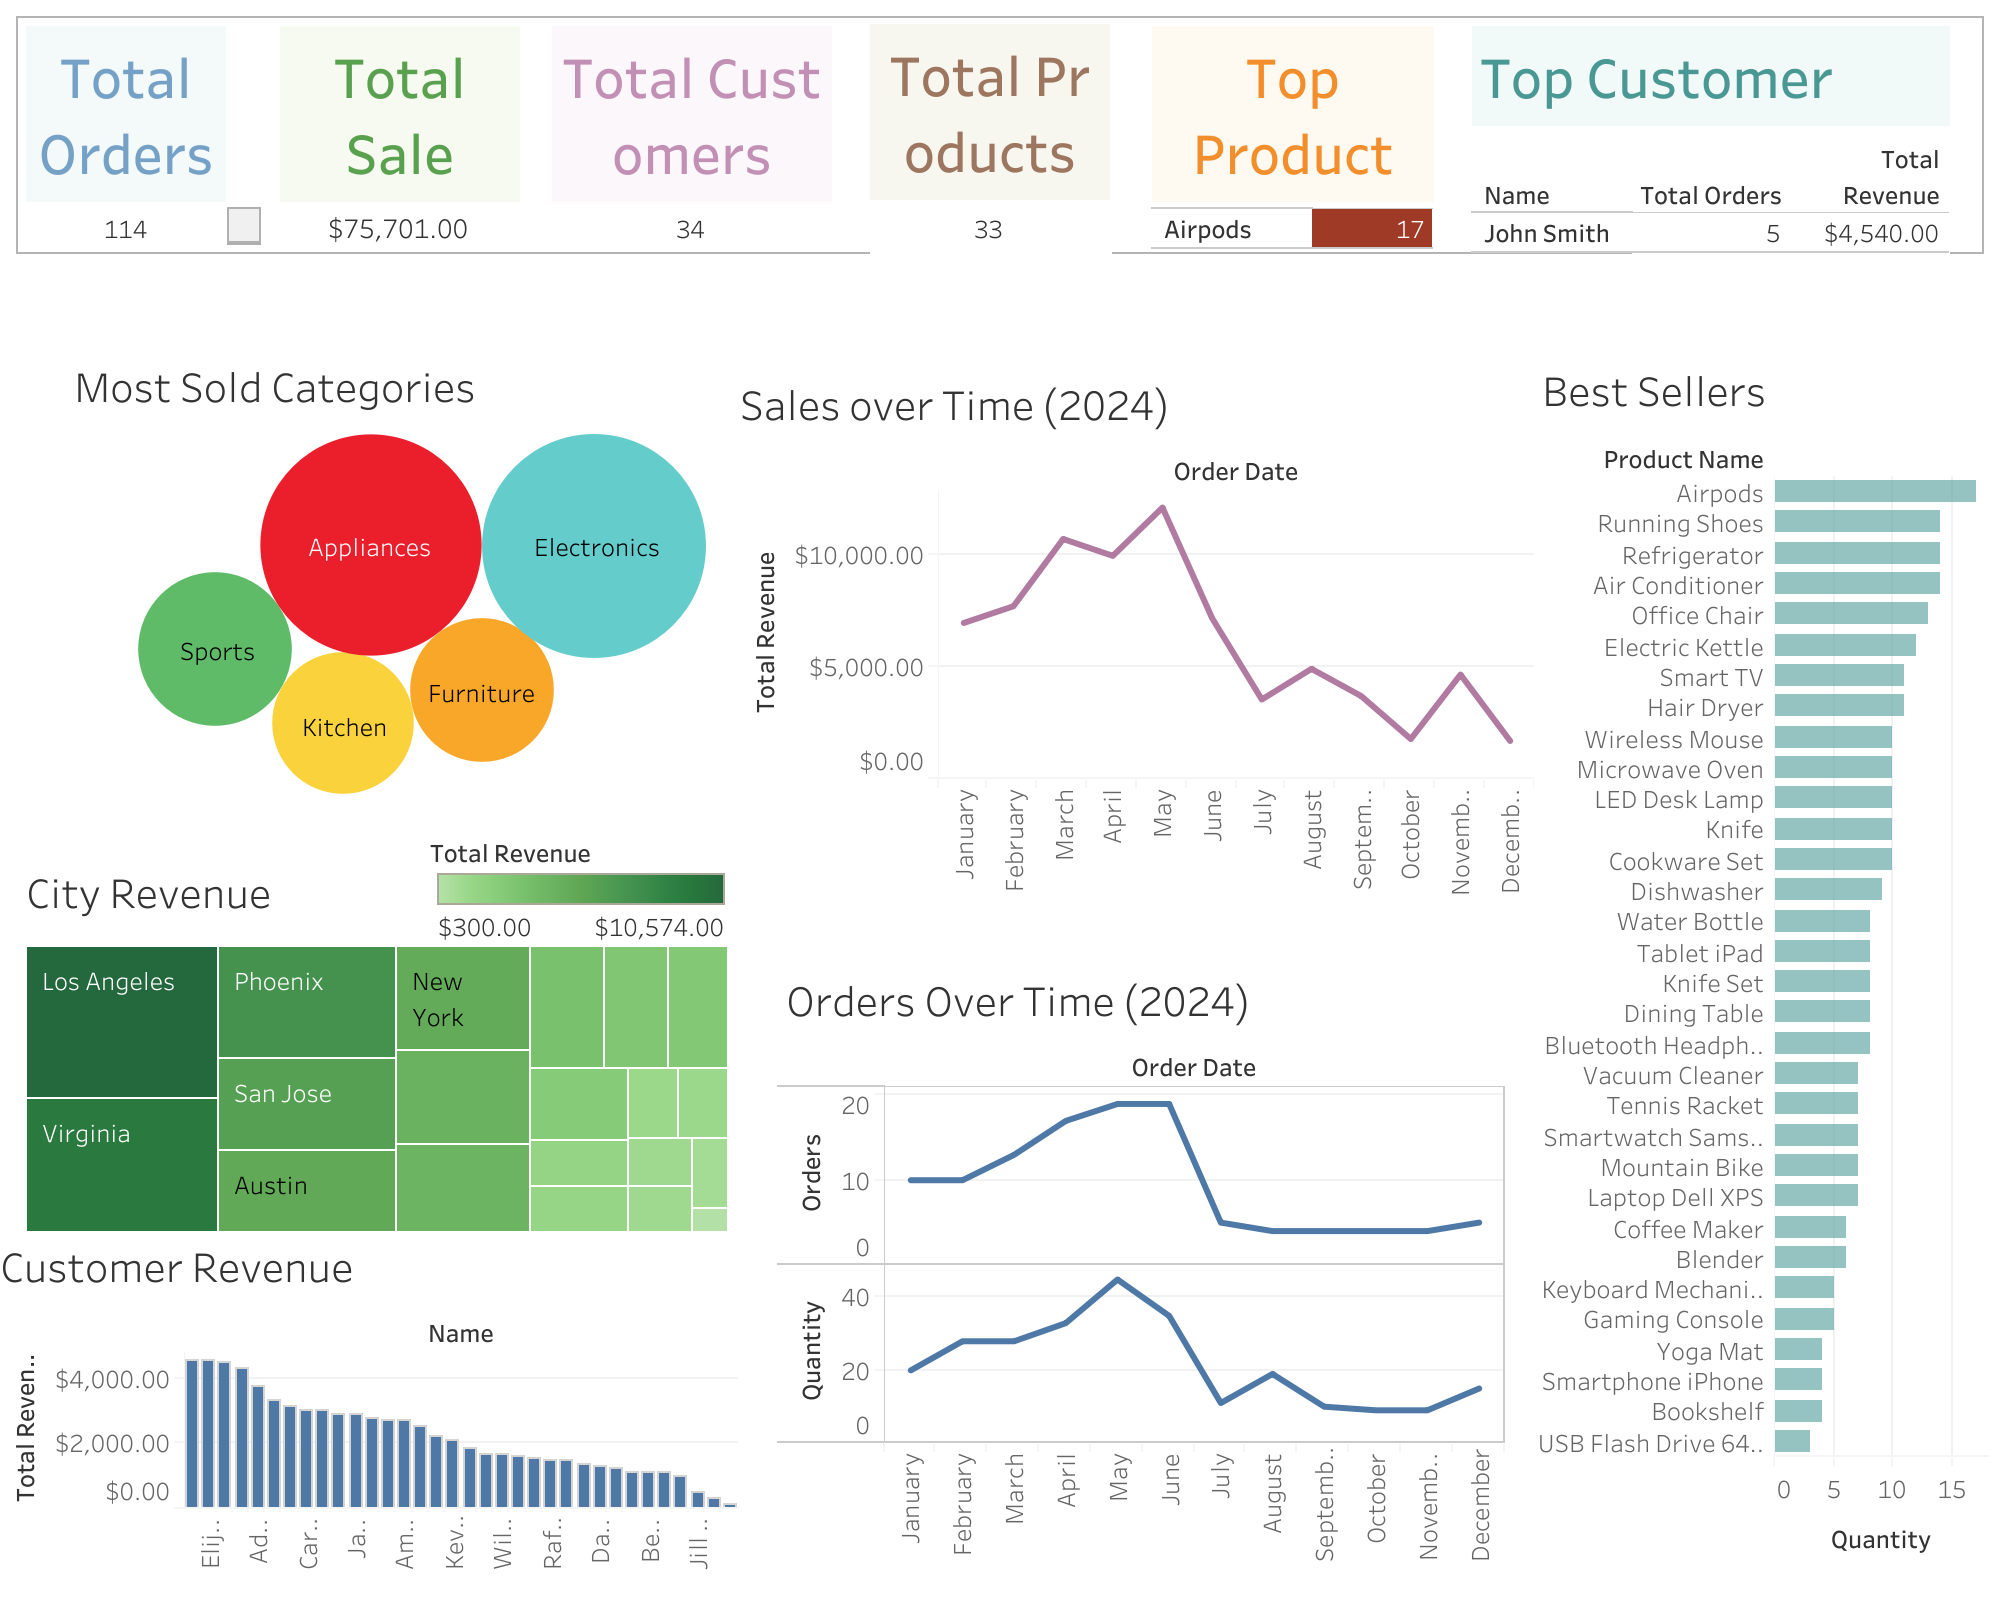 Total
Orders
114
Total
Sale
$75,701.00
Total Cust
omers
34
Total Pr
oducts
33
Top
Product
Airpods 17
Top Customer
Total
Name Total Orders Revenue
John Smith 5 $4,540.00
Most Sold Categories
Appliances
Electronics
Sports
Furniture
Kitchen
Total Revenue
City Revenue
$300.00 $10,574.00
Los Angeles
Phoenix
New
York
San Jose
Virginia
Austin
Customer Revenue
Name
Total Reven..
$4,000.00
$2,000.00
$0.00
Elij..
Ad..
Car..
Ja..
Am..
Kev..
Wil..
Raf..
Da..
Be..
Jill ..
Sales over Time (2024)
Order Date
Total Revenue
$10,000.00
$5,000.00
$0.00
January
February
March
April
May
June
July
August
Septem..
October
Novemb..
Decemb..
Orders Over Time (2024)
Order Date
Orders
20
10
0
Quantity
40
20
0
January
February
March
April
May
June
July
August
Septemb..
October
Novemb..
December
Best Sellers
Product Name
Airpods
Running Shoes
Refrigerator
Air Conditioner
Office Chair
Electric Kettle
Smart TV
Hair Dryer
Wireless Mouse
Microwave Oven
LED Desk Lamp
Knife
Cookware Set
Dishwasher
Water Bottle
Tablet iPad
Knife Set
Dining Table
Bluetooth Headph..
Vacuum Cleaner
Tennis Racket
Smartwatch Sams..
Mountain Bike
Laptop Dell XPS
Coffee Maker
Blender
Keyboard Mechani..
Gaming Console
Yoga Mat
Smartphone iPhone
Bookshelf
USB Flash Drive 64..
0 5 10 15
Quantity